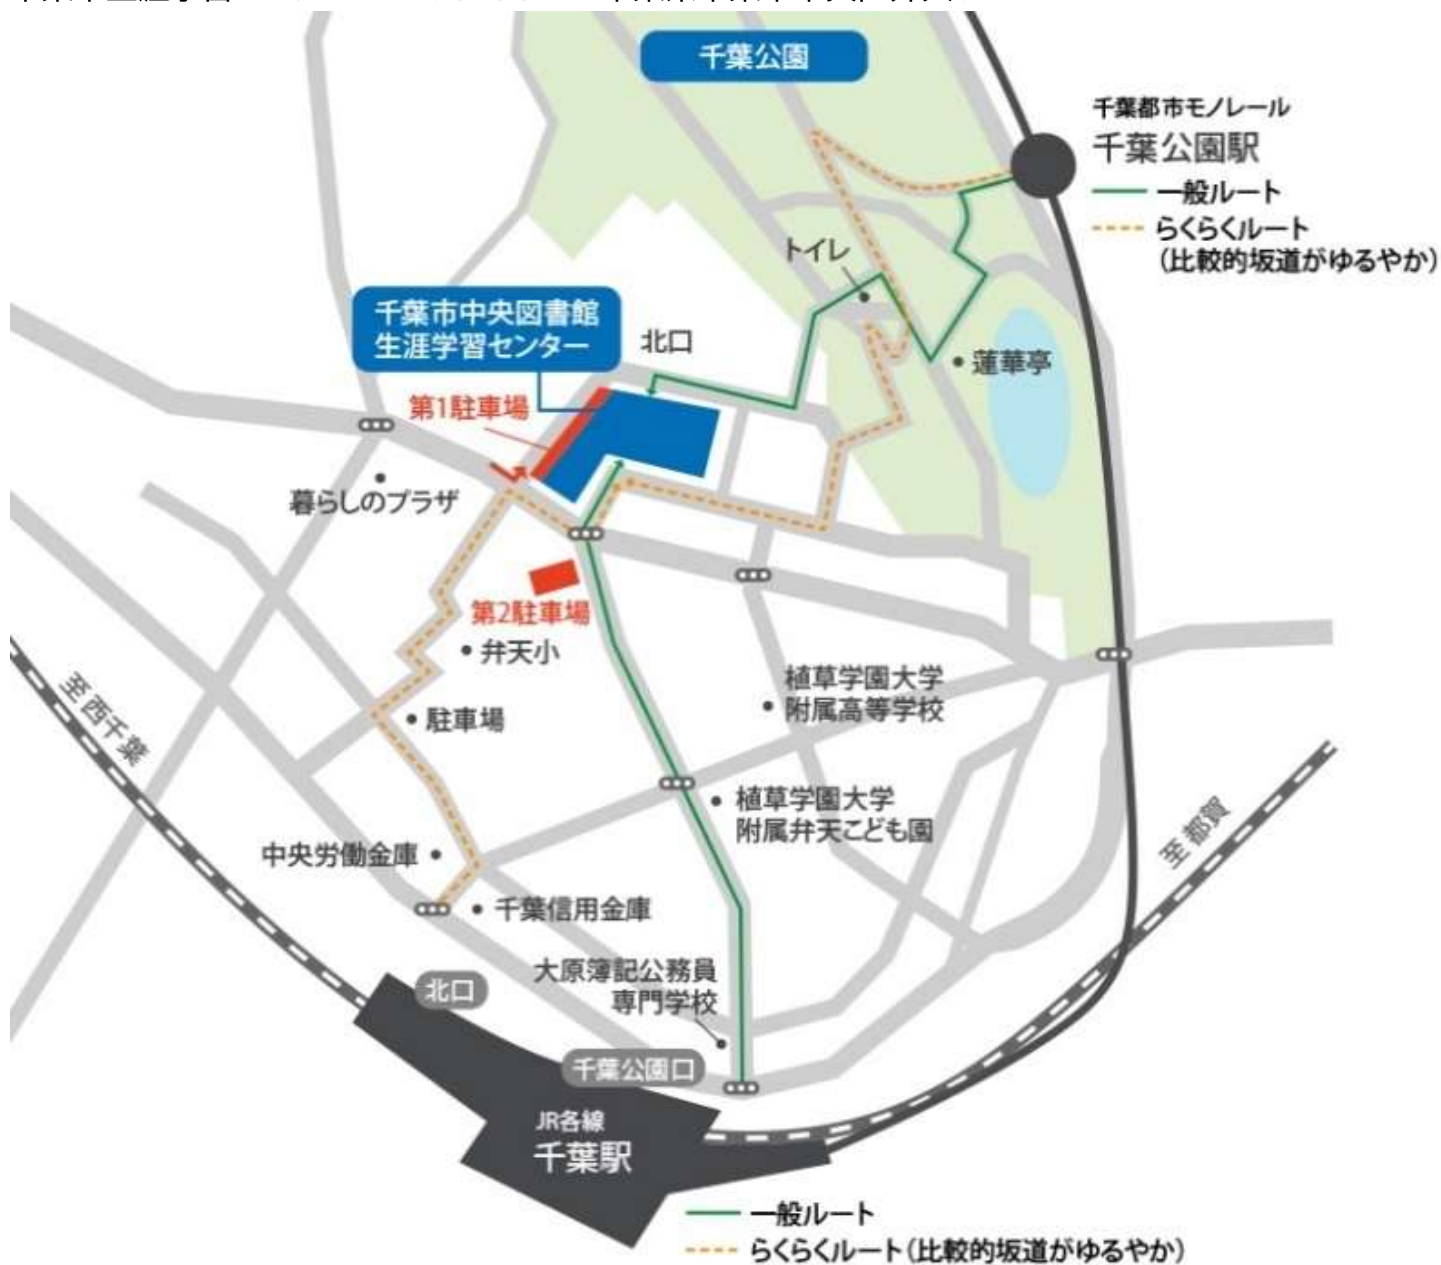 千葉公園
千葉都市モノレール
千葉公園駅
一般ルート
らくらくルート
(比較的坂道がゆるやか)
トイレ
千葉市中央図書館
生涯学習センター
北口
蓮華亭
第1駐車場
暮らしのプラザ
第2駐車場
弁天小
至西千葉
植草学園大学
附属高等学校
駐車場
植草学園大学
附属弁天こども園
至都賀
中央労働金庫
千葉信用金庫
大原簿記公務員
専門学校
北口
千葉公園口
JR各線
千葉駅
一般ルート
らくらくルート(比較的坂道がゆるやか)